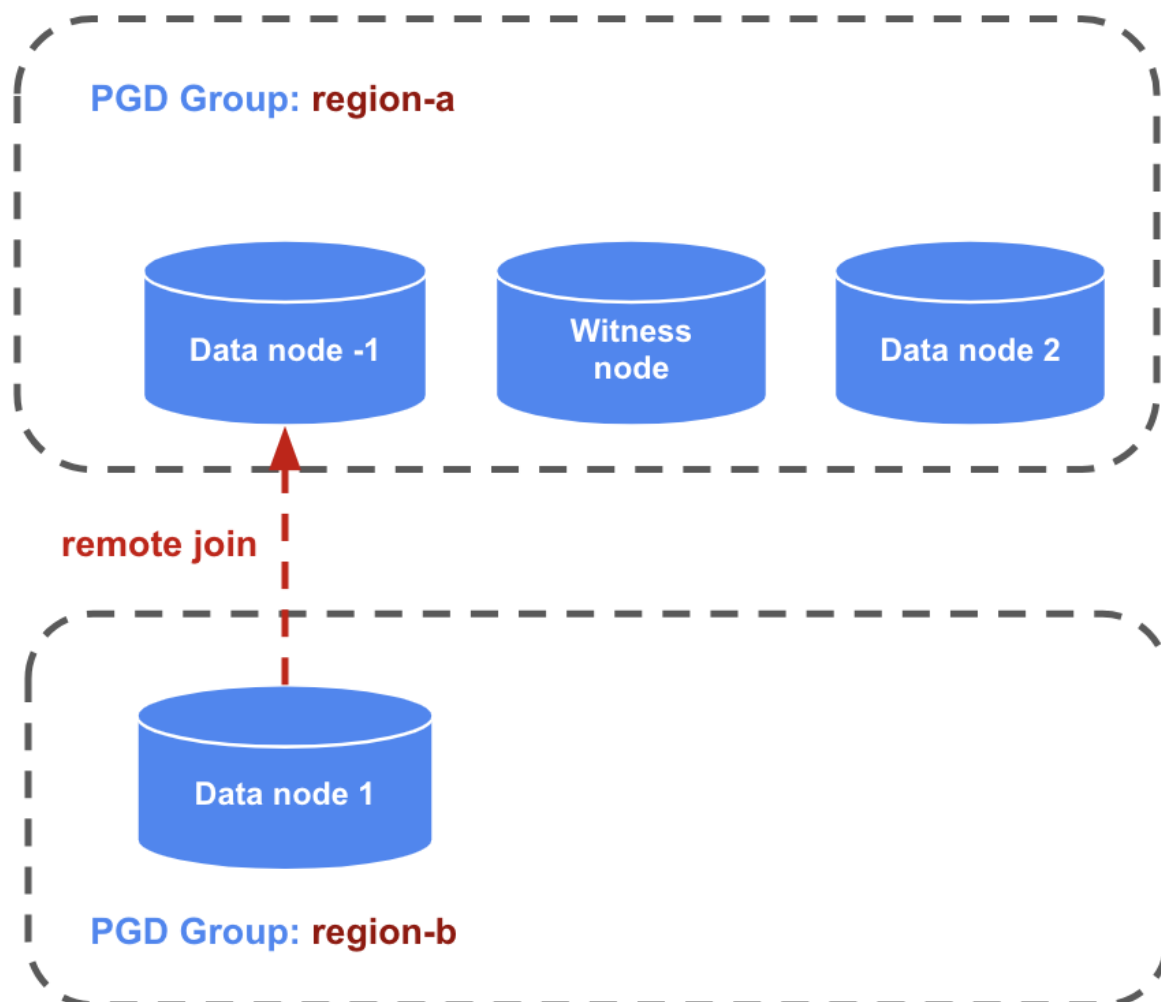 PGD Group: region-a
Data node -1
Witness
node
Data node 2
remote join
Data node 1
PGD Group: region-b